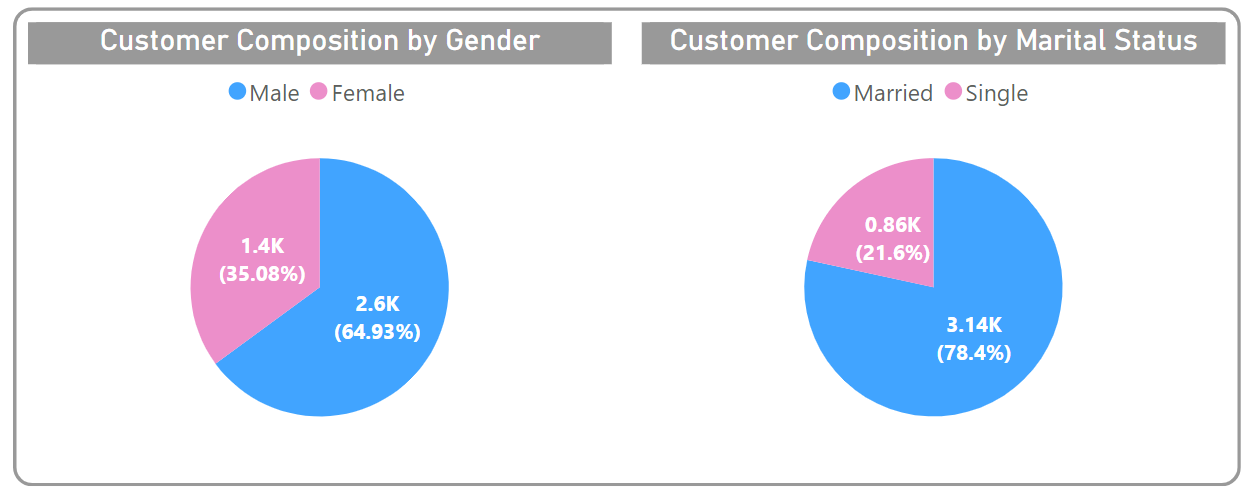 Customer Composition by Gender
Male Female
1.4K
(35.08%)
2.6K
(64.93%)
Customer Composition by Marital Status
Married Single
0.86K
(21.6%)
3.14K
(78.4%)